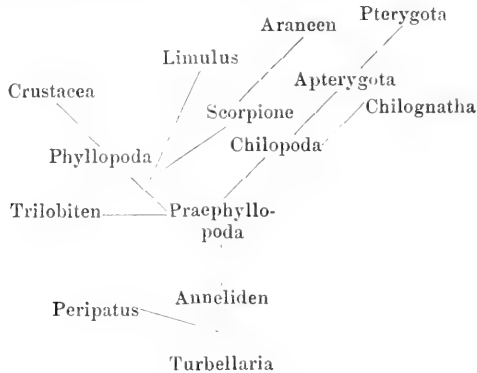 Pterygota
Araneen
Limulus
Apterygota
Crustacea
Chilognatha
Scorpione
Chilopoda
Phyllopoda
Trilobiten
Praephyllo-
poda
Anneliden
Peripatus
Turbellaria